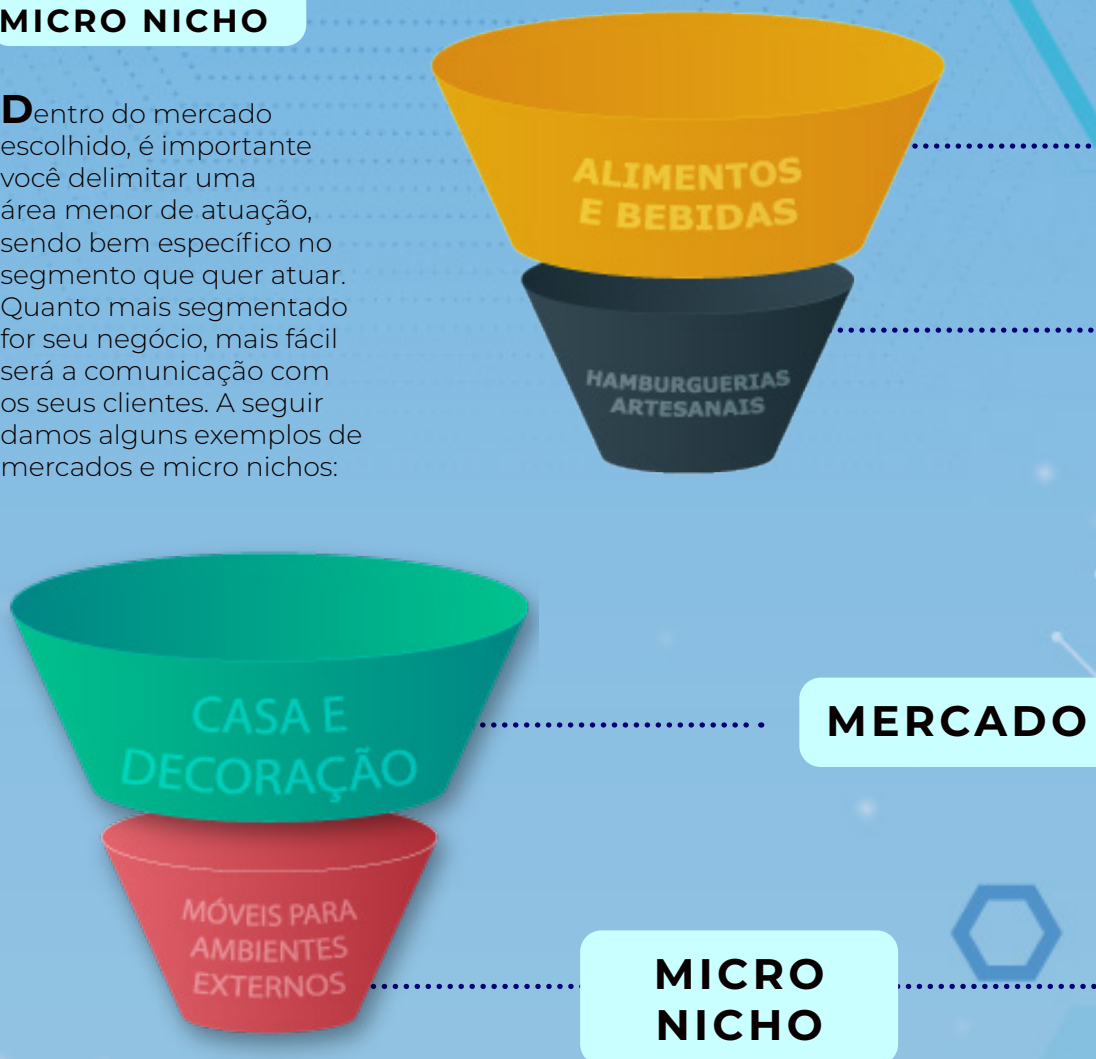 MICRO NICHO
Dentro do mercado
escolhido, é importante
você delimitar uma
área menor de atuação,
sendo bem específico no
segmento que quer atuar.
Quanto mais segmentado
for seu negócio, mais fácil
será a comunicação com
os seus clientes. A seguir
damos alguns exemplos de
mercados e micro nichos:
ALIMENTOS
E BEBIDAS
HAMBURGUERIAS
ARTESANAIS
CASA E
DECORAÇÃO
MERCADO
MÓVEIS PARA
AMBIENTES
EXTERNOS
MICRO
NICHO